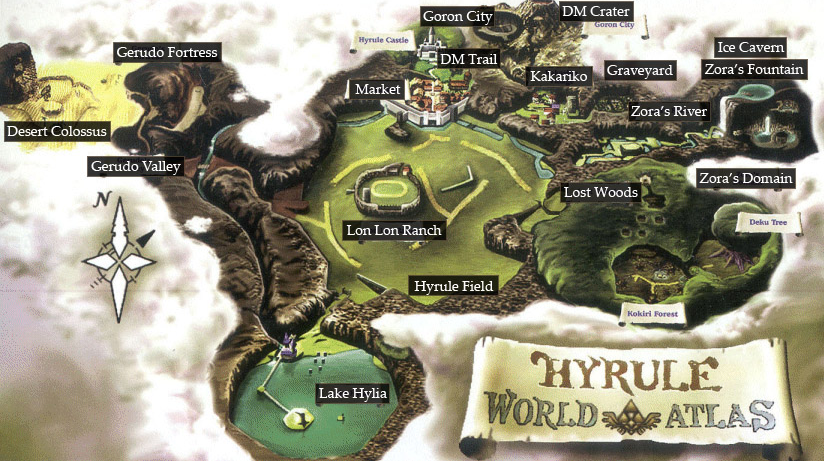 Goron City
DM Crater
Goron City
Hyrule Castle
Gerudo Fortress
DM Trail
Ice Cavern
Market
Kakariko
Graveyard
Zora's Fountain
Desert Colossus
Zora's River
Gerudo Valley
Zora's Domain
Lost Woods
N
Deku Tree
Lon Lon Ranch
Hyrule Field
Kokiri Forest
Lake Hylia
HYRULE
WORLD ATLAS